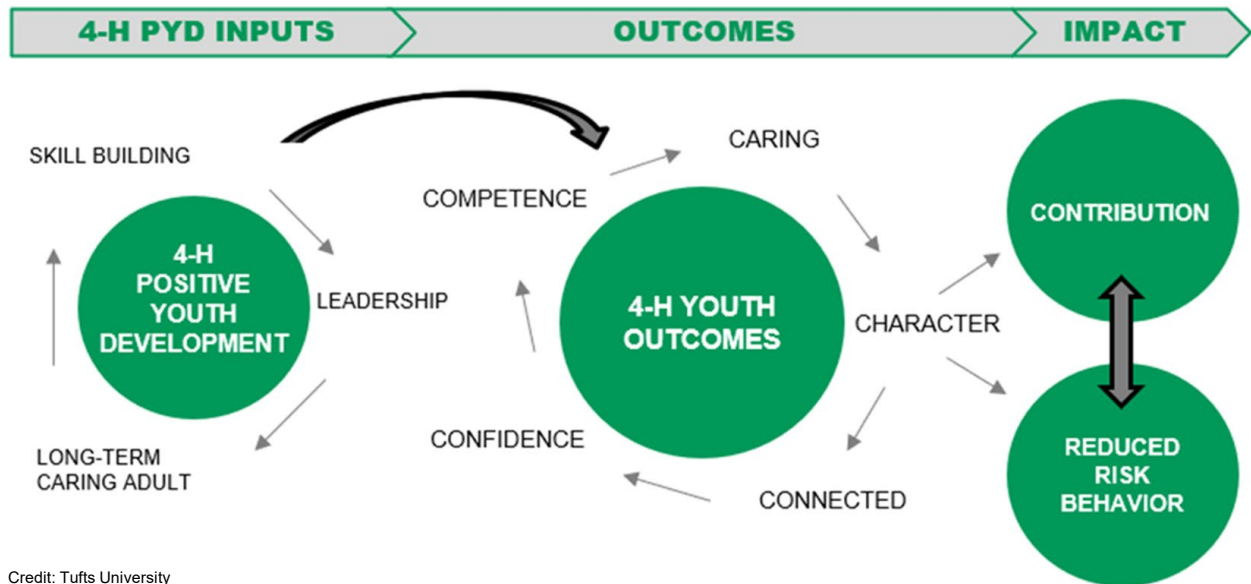 4-H PYD INPUTS
OUTCOMES
IMPACT
SKILL BUILDING
4-H
POSITIVE
YOUTH
DEVELOPMENT
LEADERSHIP
LONG-TERM
CARING ADULT
COMPETENCE
CARING
4-H YOUTH
OUTCOMES
CHARACTER
CONFIDENCE
CONNECTED
CONTRIBUTION
REDUCED
RISK
BEHAVIOR
Credit: Tufts University